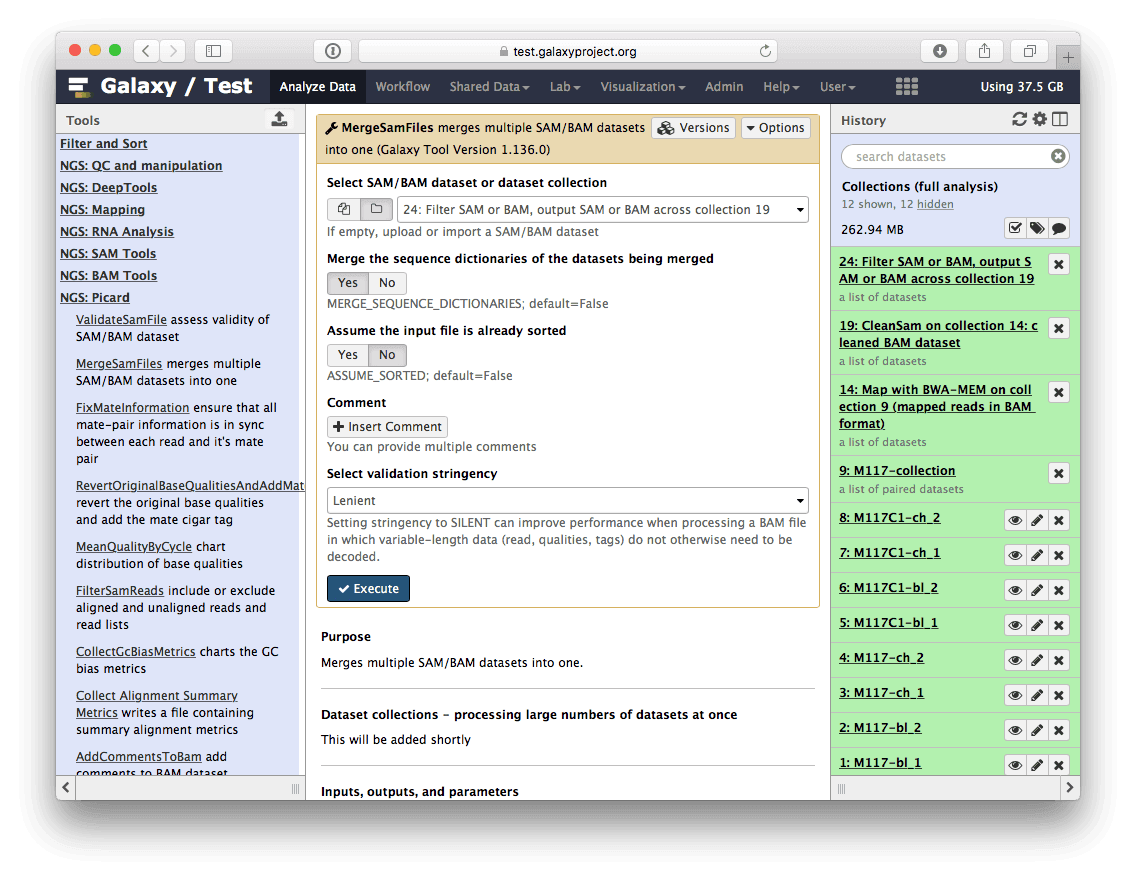 test.galaxyproject.org
Galaxy / Test
Analyze Data
Workflow
Shared Data
Lab
Visualization
Admin
Help
User
Using 37.5 GB
Tools
Filter and Sort
NGS: QC and manipulation
NGS: DeepTools
NGS: Mapping
NGS: RNA Analysis
NGS: SAM Tools
NGS: BAM Tools
NGS: Picard
ValidateSamFile assess validity of
SAM/BAM dataset
MergeSamFiles merges multiple
SAM/BAM datasets into one
FixMateInformation ensure that all
mate-pair information is in sync
between each read and it's mate
pair
RevertOriginalBaseQualitiesAndAddMat
revert the original base qualities
and add the mate cigar tag
MeanQualityByCycle chart
distribution of base qualities
FilterSamReads include or exclude
aligned and unaligned reads and
read lists
CollectGcBiasMetrics charts the GC
bias metrics
Collect Alignment Summary
Metrics writes a file containing
summary alignment metrics
AddCommentsToBam add
comments to BAM dataset
MergeSamFiles merges multiple SAM/BAM datasets
into one (Galaxy Tool Version 1.136.0)
Versions
Options
Select SAM/BAM dataset or dataset collection
24: Filter SAM or BAM, output SAM or BAM across collection 19
If empty, upload or import a SAM/BAM dataset
Merge the sequence dictionaries of the datasets being merged
Yes No
MERGE_SEQUENCE_DICTIONARIES; default=False
Assume the input file is already sorted
Yes No
ASSUME_SORTED; default=False
Comment
Insert Comment
You can provide multiple comments
Select validation stringency
Lenient
Setting stringency to SILENT can improve performance when processing a BAM file
in which variable-length data (read, qualities, tags) do not otherwise need to be
decoded.
Execute
Purpose
Merges multiple SAM/BAM datasets into one.
Dataset collections - processing large numbers of datasets at once
This will be added shortly
Inputs, outputs, and parameters
History
search datasets
Collections (full analysis)
12 shown, 12 hidden
262.94 MB
24: Filter SAM or BAM, output S
AM or BAM across collection 19
a list of datasets
19: CleanSam on collection 14: c
leaned BAM dataset
a list of datasets
14: Map with BWA-MEM on coll
ection 9 (mapped reads in BAM
format)
a list of datasets
9: M117-collection
a list of paired datasets
8: M117C1-ch_2
7: M117C1-ch_1
6: M117C1-bl_2
5: M117C1-bl_1
4: M117-ch_2
3: M117-ch_1
2: M117-bl_2
1: M117-bl_1